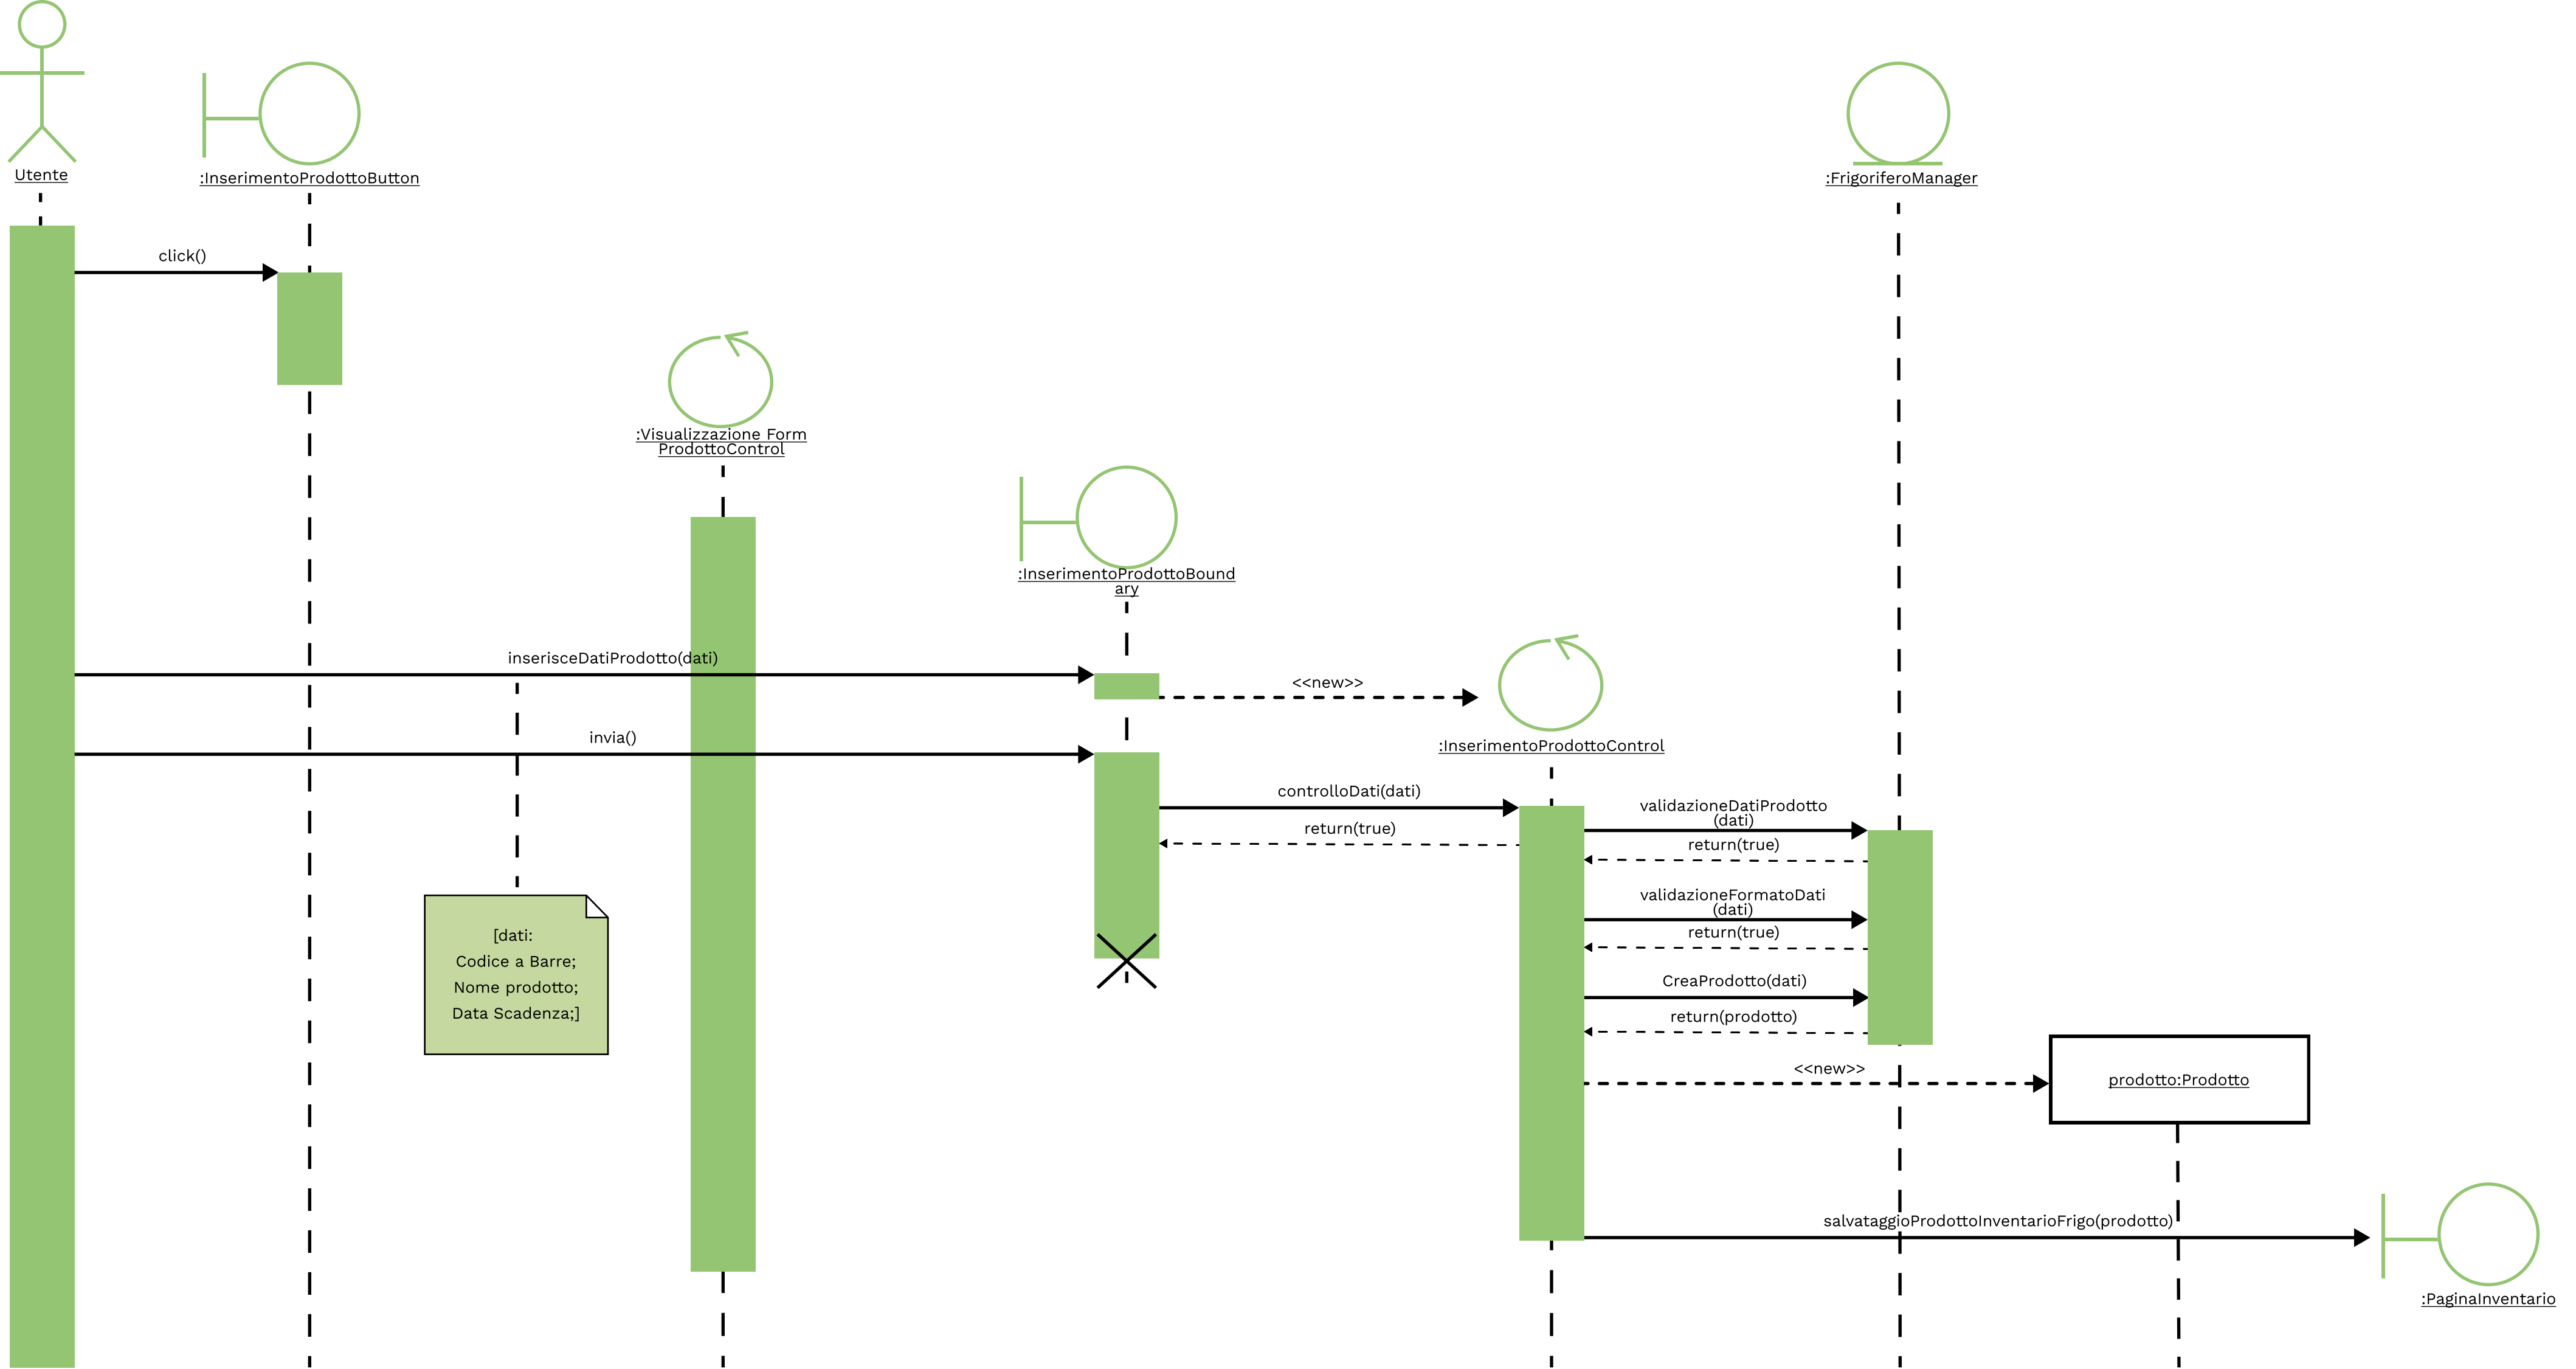 Utente
:InserimentoProdottoButton
:FrigoriferoManager
click()
:Visualizzazione Form
ProdottoControl
:InserimentoProdottoBound
ary
inserisceDatiProdotto(dati)
<<new>>
invia()
:InserimentoProdottoControl
controlloDati(dati)
validazioneDatiProdotto
(dati)
return(true)
return(true)
validazioneFormatoDati
(dati)
return(true)
[dati:
Codice a Barre;
Nome prodotto;
Data Scadenza;]
CreaProdotto(dati)
return(prodotto)
<<new>>
prodotto:Prodotto
salvataggioProdottoInventarioFrigo(prodotto)
:PaginaInventario